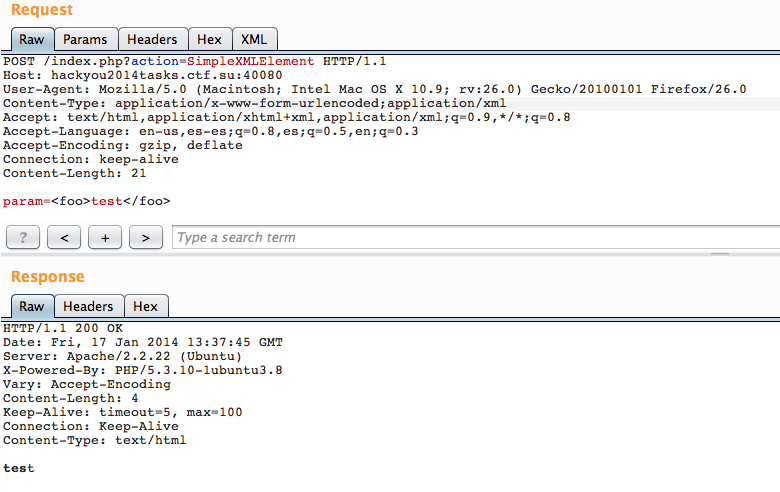 Request
Raw Params Headers Hex XML
POST /index.php?action=SimpleXMLElement HTTP/1.1
Host: hackyou2014tasks.ctf.su:40080
User-Agent: Mozilla/5.0 (Macintosh; Intel Mac OS X 10.9; rv:26.0) Gecko/20100101 Firefox/26.0
Content-Type: application/x-www-form-urlencoded;application/xml
Accept: text/html,application/xhtml+xml,application/xml;q=0.9,*/*;q=0.8
Accept-Language: en-us,es-es;q=0.8,es;q=0.5,en;q=0.3
Accept-Encoding: gzip, deflate
Connection: keep-alive
Content-Length: 21
param=<foo>test</foo>
? < + > Type a search term
Response
Raw Headers Hex
HTTP/1.1 200 OK
Date: Fri, 17 Jan 2014 13:37:45 GMT
Server: Apache/2.2.22 (Ubuntu)
X-Powered-By: PHP/5.3.10-1ubuntu3.8
Vary: Accept-Encoding
Content-Length: 4
Keep-Alive: timeout=5, max=100
Connection: Keep-Alive
Content-Type: text/html
test